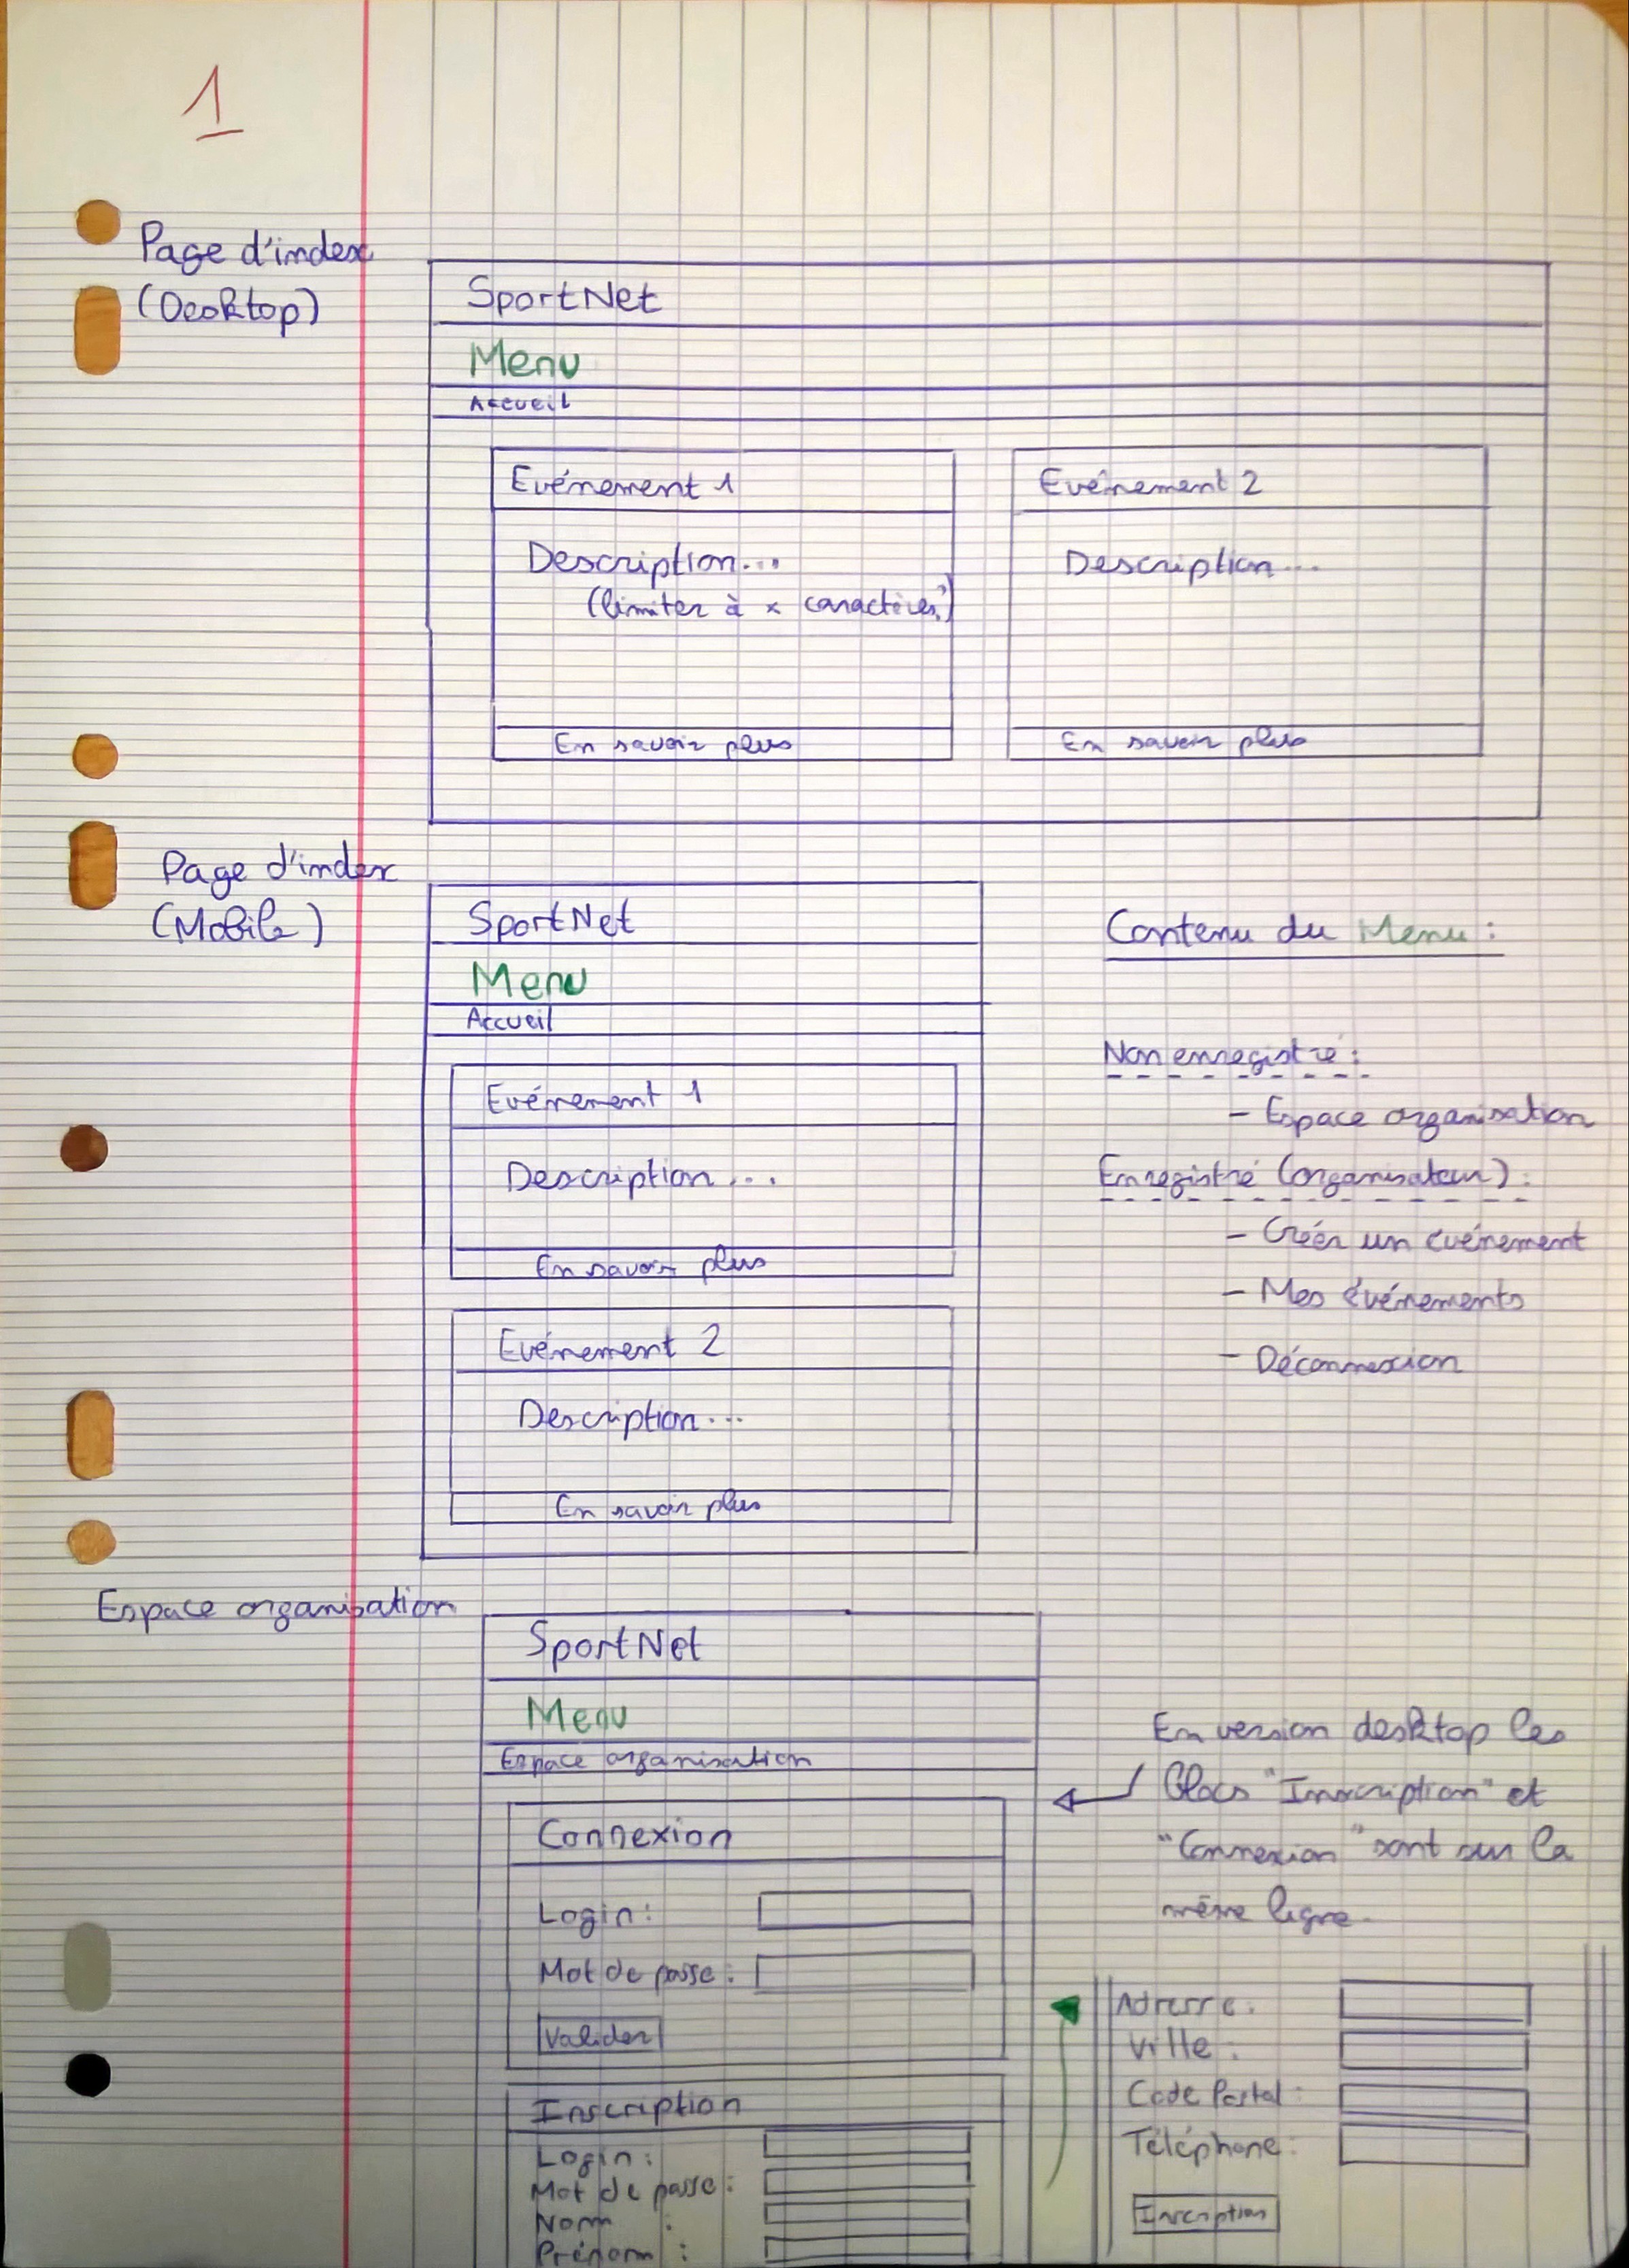 1
Page d'index
(Desktop)
SportNet
Menu
Accueil
Evénement 1
Evénement 2
Description...
(limiter à x caractères?)
Description...
En savoir plus
En savoir plus
Page d'index
(Mobile)
SportNet
Menu
Accueil
Evénement 1
Description...
En savoir plus
Evénement 2
Description...
En savoir plus
Contenu du Menu :
Non enregistré :
- Espace organisation
Enregistré (organisateur) :
- Créer un événement
- Mes événements
- Déconnexion
Espace organisation
SportNet
Menu
Espace organisation
Connexion
Login :
Mot de passe :
Valider
Inscription
Login :
Mot de passe :
Nom :
Prénom :
En version desktop les
blocs "Inscription" et
"Connexion" sont sur la
même ligne.
Adresse :
Ville :
Code Postal :
Téléphone :
Inscription